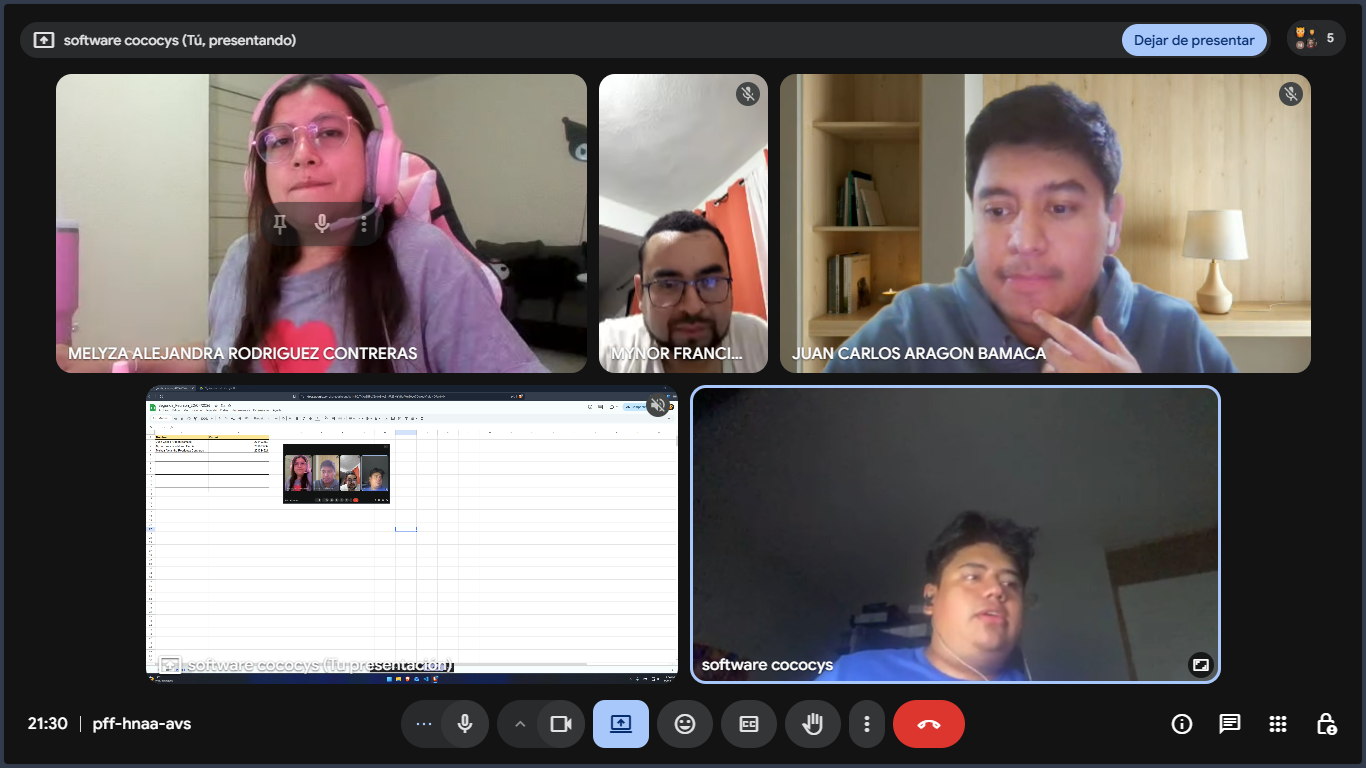 software cococys (Tú, presentando)
Dejar de presentar
5
MELYZA ALEJANDRA RODRIGUEZ CONTRERAS
MYNOR FRANCI...
JUAN CARLOS ARAGON BAMACA
software cococys (Tu presentación)
software cococys
21:30
pff-hnaa-avs
CC